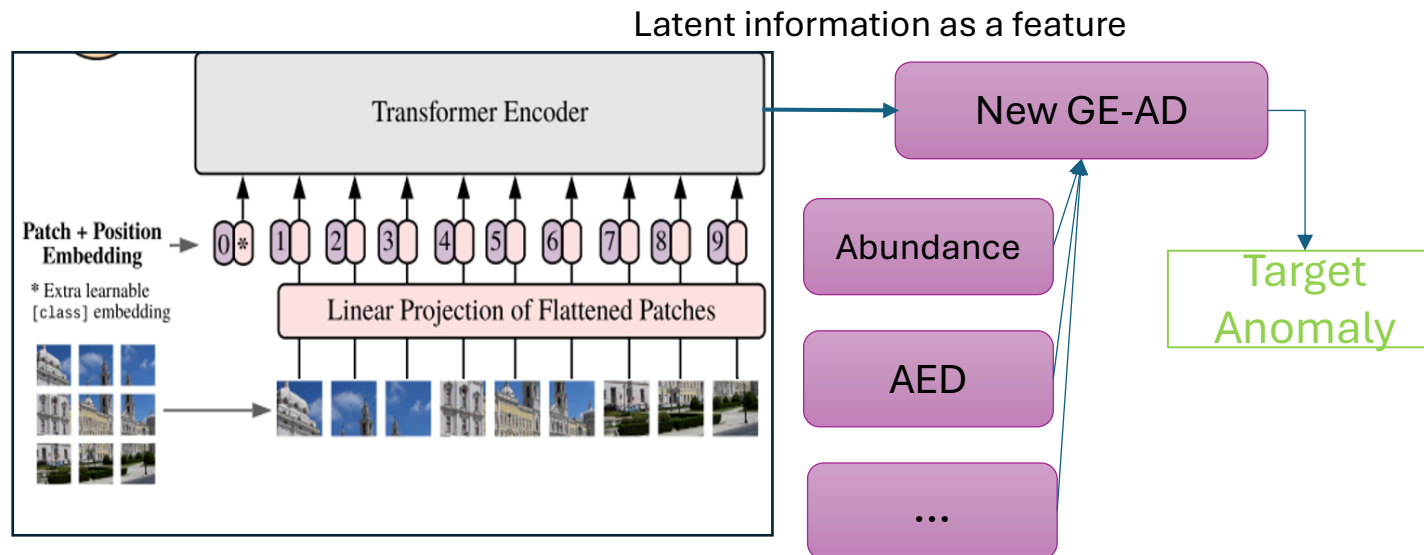 Latent information as a feature
Transformer Encoder
New GE-AD
Patch + Position
Embedding
* Extra learnable
[class] embedding
0 * 1 2 3 4 5 6 7 8 9
Linear Projection of Flattened Patches
Abundance
AED
...
Target
Anomaly